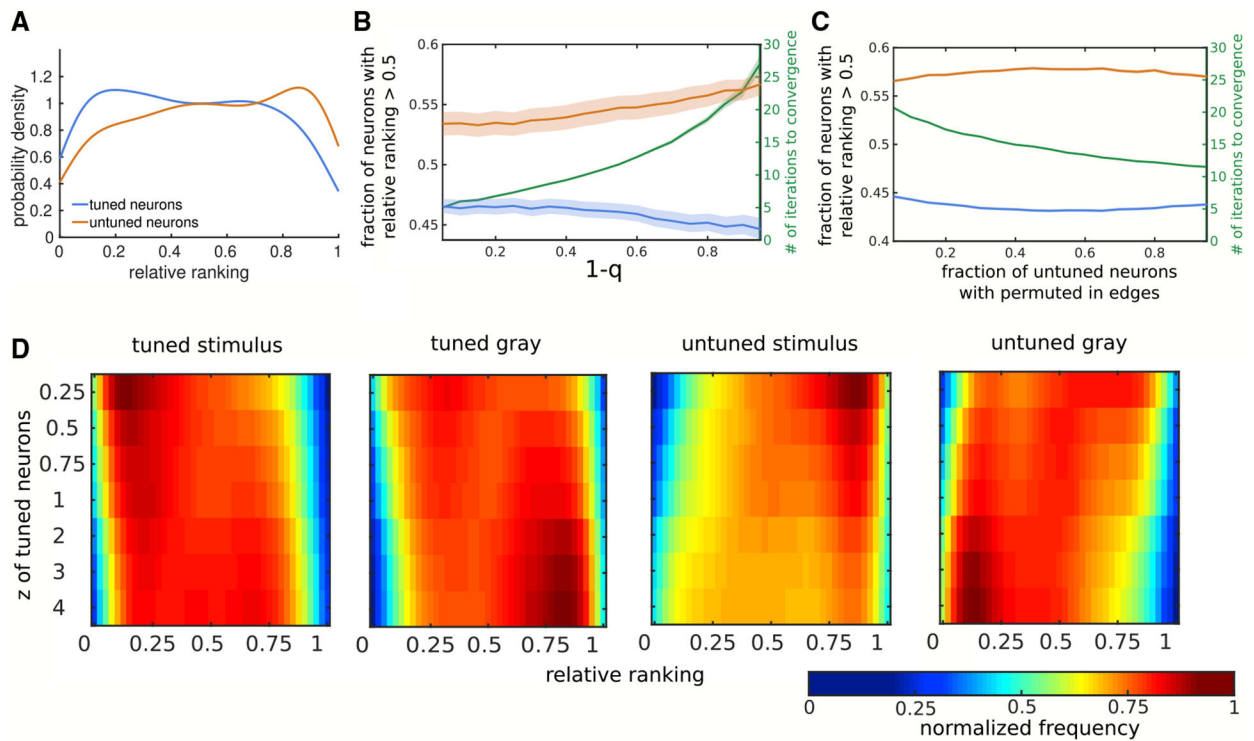 A
1.2
1
0.8
0.6
0.4
0.2
0
probability density
tuned neurons
untuned neurons
0 0.2 0.4 0.6 0.8 1
relative ranking
B
0.6
0.55
0.5
0.45
fraction of neurons with
relative ranking > 0.5
0.2 0.4 0.6 0.8
1-q
30
25
20
15
10
5
0
# of iterations to convergence
C
0.6
0.55
0.5
0.45
0.4
fraction of neurons with
relative ranking > 0.5
0.2 0.4 0.6 0.8
fraction of untuned neurons
with permuted in edges
30
25
20
15
10
5
0
# of iterations to convergence
D
tuned stimulus
tuned gray
untuned stimulus
untuned gray
z of tuned neurons
0.25
0.5
0.75
1
2
3
4
0 0.25 0.5 0.75 1
0 0.25 0.5 0.75 1
0 0.25 0.5 0.75 1
0 0.25 0.5 0.75 1
relative ranking
0 0.25 0.5 0.75 1
normalized frequency